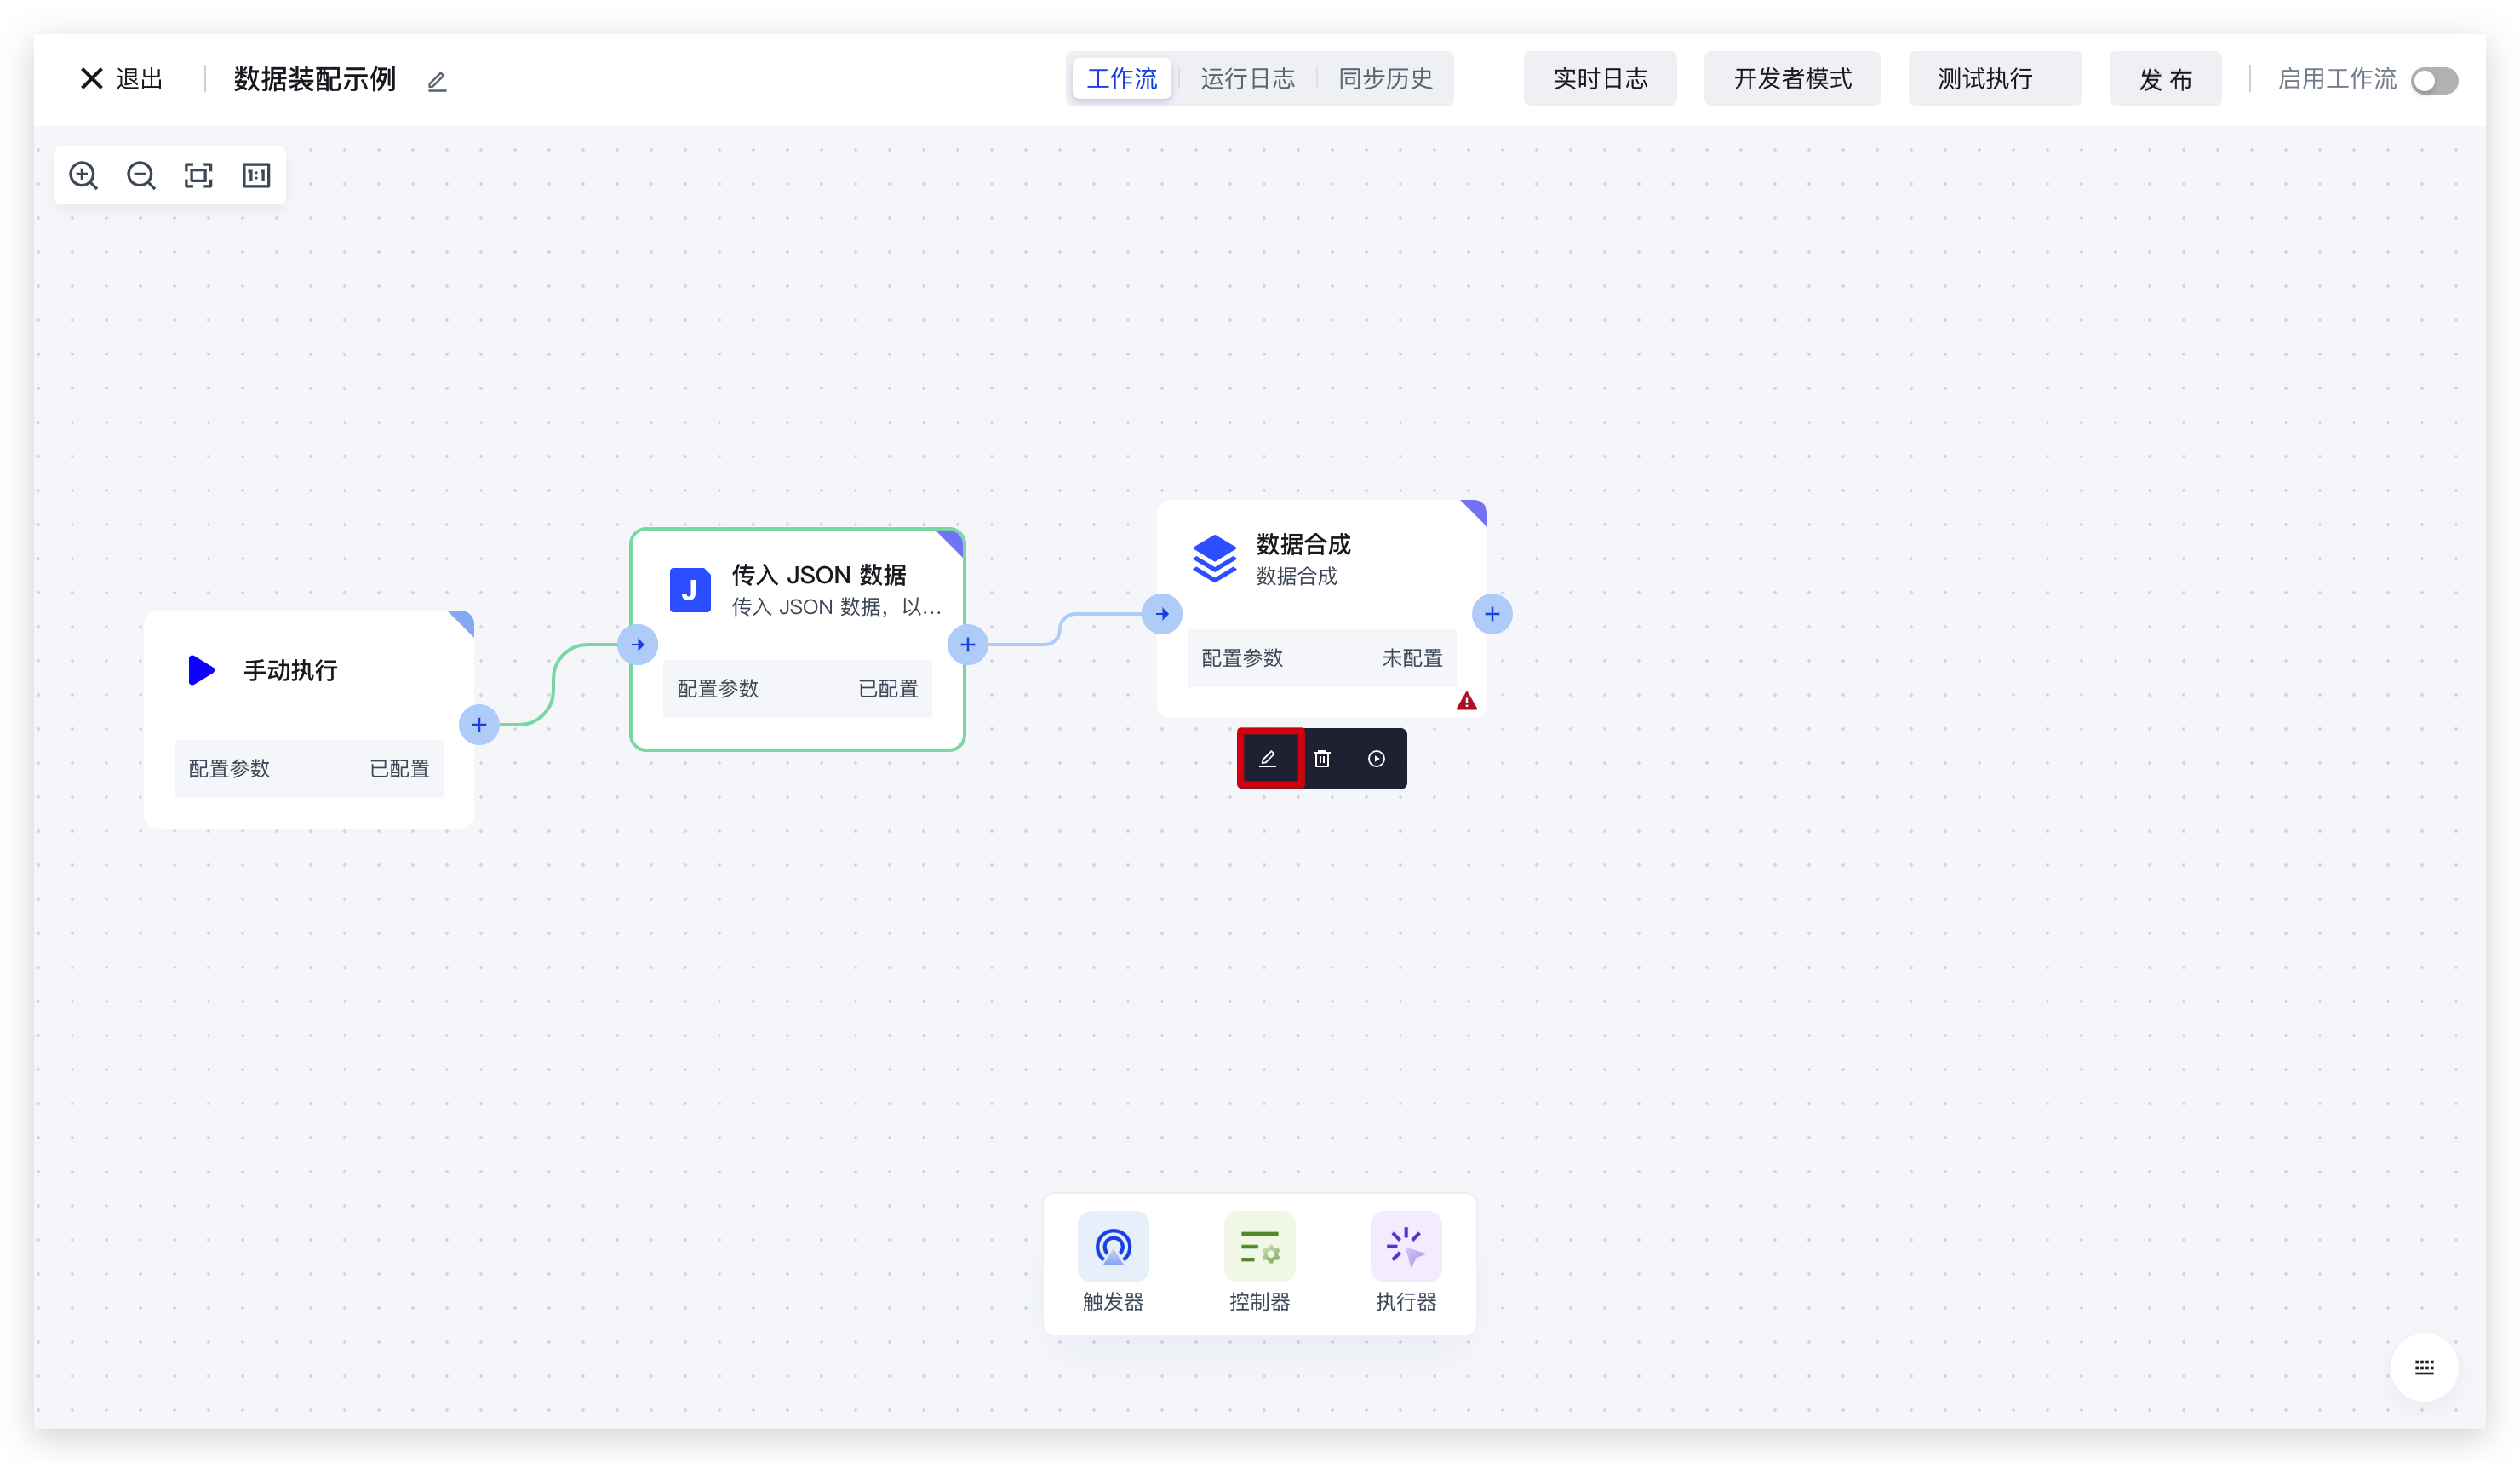 退出
数据装配示例
工作流
运行日志
同步历史
实时日志
开发者模式
测试执行
发 布
启用工作流
1:1
手动执行
配置参数 已配置
J
传入 JSON 数据
传入 JSON 数据，以...
配置参数 已配置
数据合成
数据合成
配置参数 未配置
触发器
控制器
执行器